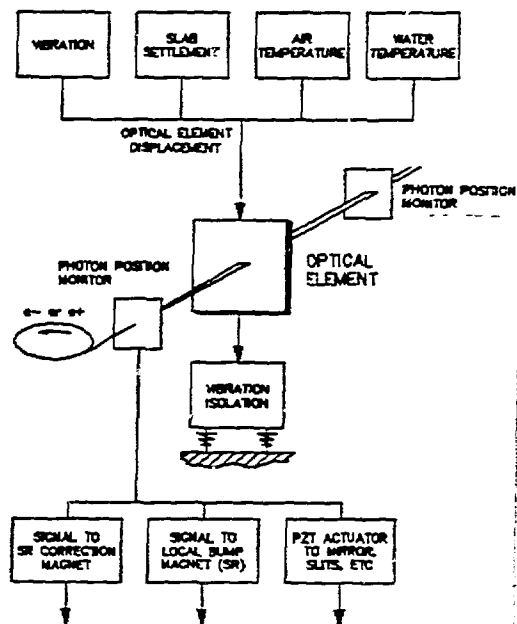 VIBRATION
SLAB
SETTLEMENT
AIR
TEMPERATURE
WATER
TEMPERATURE
OPTICAL ELEMENT
DISPLACEMENT
PHOTON POSITION
MONITOR
OPTICAL
ELEMENT
PHOTON POSITION
MONITOR
e- or e+
VIBRATION
ISOLATION
SIGNAL TO
SR CORRECTION
MAGNET
SIGNAL TO
LOCAL BUMP
MAGNET (SR)
PZT ACTUATOR
TO MIRROR,
SLITS, ETC